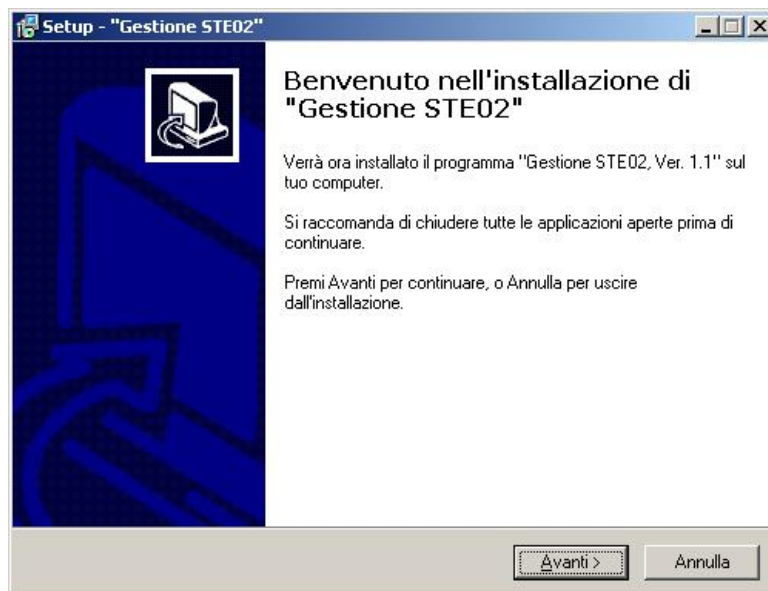 Setup - "Gestione STE02"
Benvenuto nell'installazione di
"Gestione STE02"
Verrà ora installato il programma "Gestione STE02, Ver. 1.1" sul
tuo computer.
Si raccomanda di chiudere tutte le applicazioni aperte prima di
continuare.
Premi Avanti per continuare, o Annulla per uscire
dall'installazione.
Avanti >
Annulla